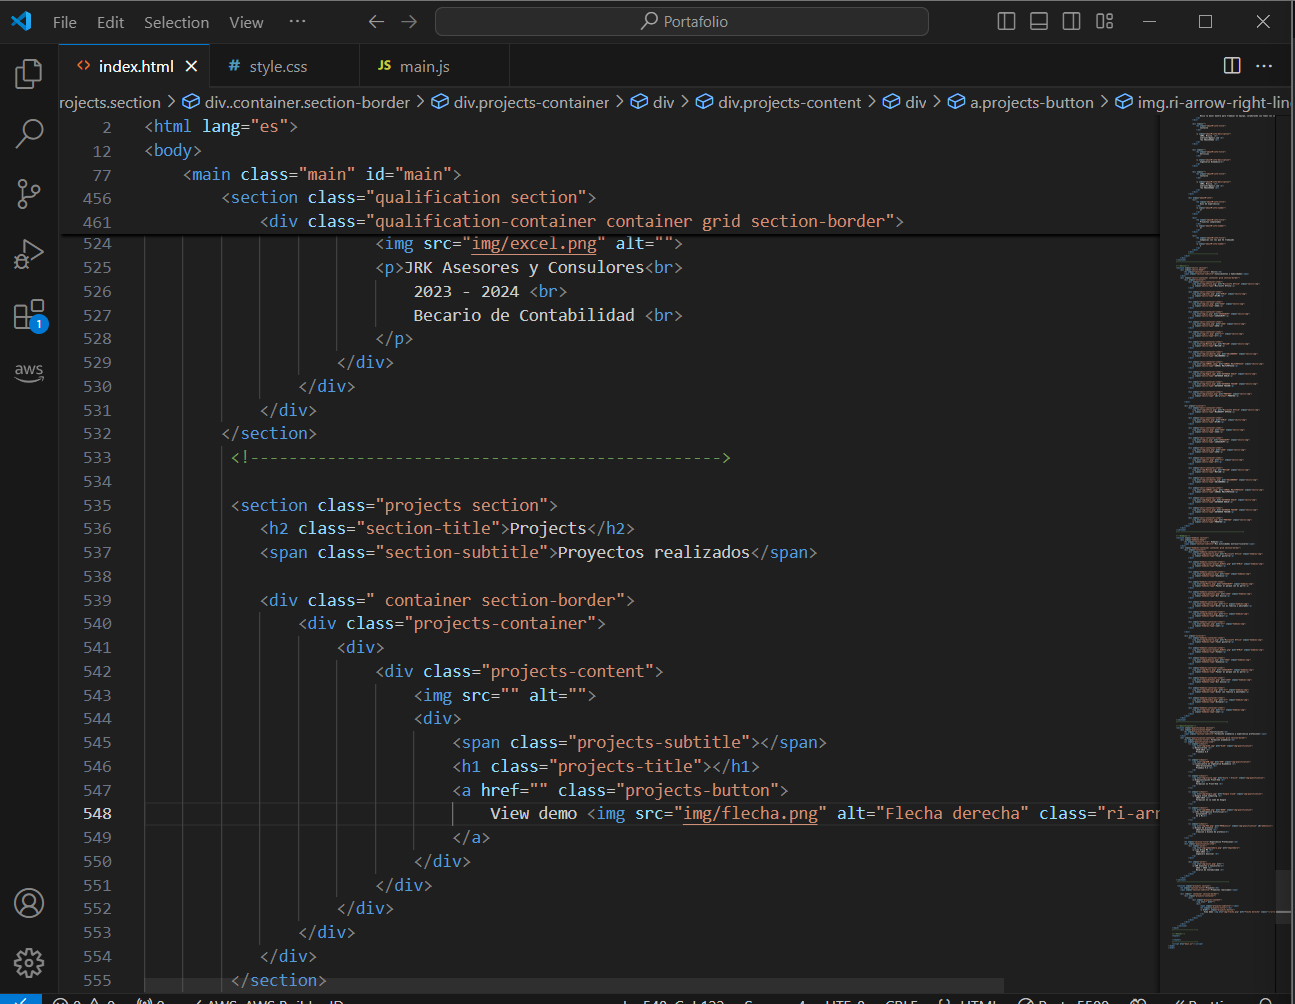 File Edit Selection View ··· Portafolio
index.html style.css JS main.js
rojects.section div..container.section-border div.projects-container div div.projects-content div a.projects-button img.ri-arrow-right-lin
2 <html lang="es">
12 <body>
77 <main class="main" id="main">
456 <section class="qualification section">
461 <div class="qualification-container container grid section-border">
524 <img src="img/excel.png" alt="">
525 <p>JRK Asesores y Consulores<br>
526 2023 - 2024 <br>
527 Becario de Contabilidad <br>
528 </p>
529 </div>
530 </div>
531 </div>
532 </section>
533 <!------------------------------------------------->
534
535 <section class="projects section">
536 <h2 class="section-title">Projects</h2>
537 <span class="section-subtitle">Proyectos realizados</span>
538
539 <div class=" container section-border">
540 <div class="projects-container">
541 <div>
542 <div class="projects-content">
543 <img src="" alt="">
544 <div>
545 <span class="projects-subtitle"></span>
546 <h1 class="projects-title"></h1>
547 <a href="" class="projects-button">
548 View demo <img src="img/flecha.png" alt="Flecha derecha" class="ri-arr
549 </a>
550 </div>
551 </div>
552 </div>
553 </div>
554 </div>
555 </section>
1
aws